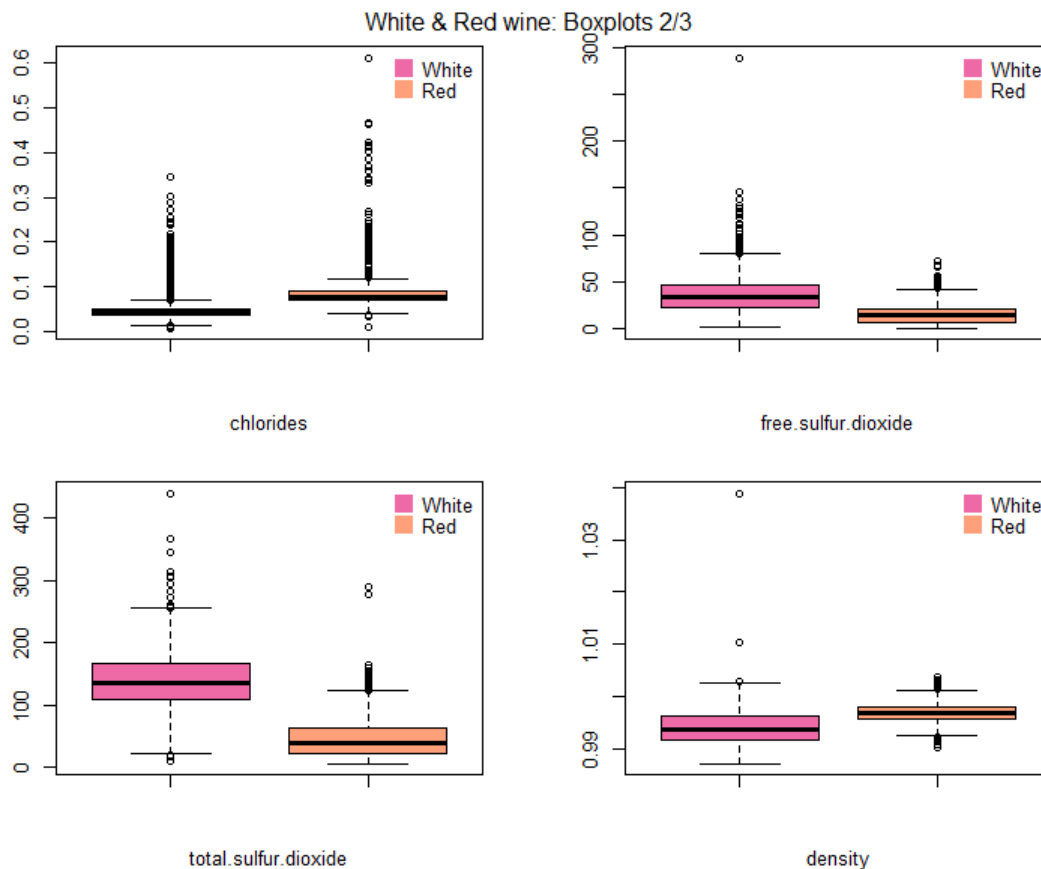 White & Red wine: Boxplots 2/3
0.6
0.5
0.4
0.3
0.2
0.1
0.0
White
Red
chlorides
300
200
100
50
0
White
Red
free.sulfur.dioxide
400
300
200
100
0
White
Red
total.sulfur.dioxide
1.03
1.01
0.99
White
Red
density